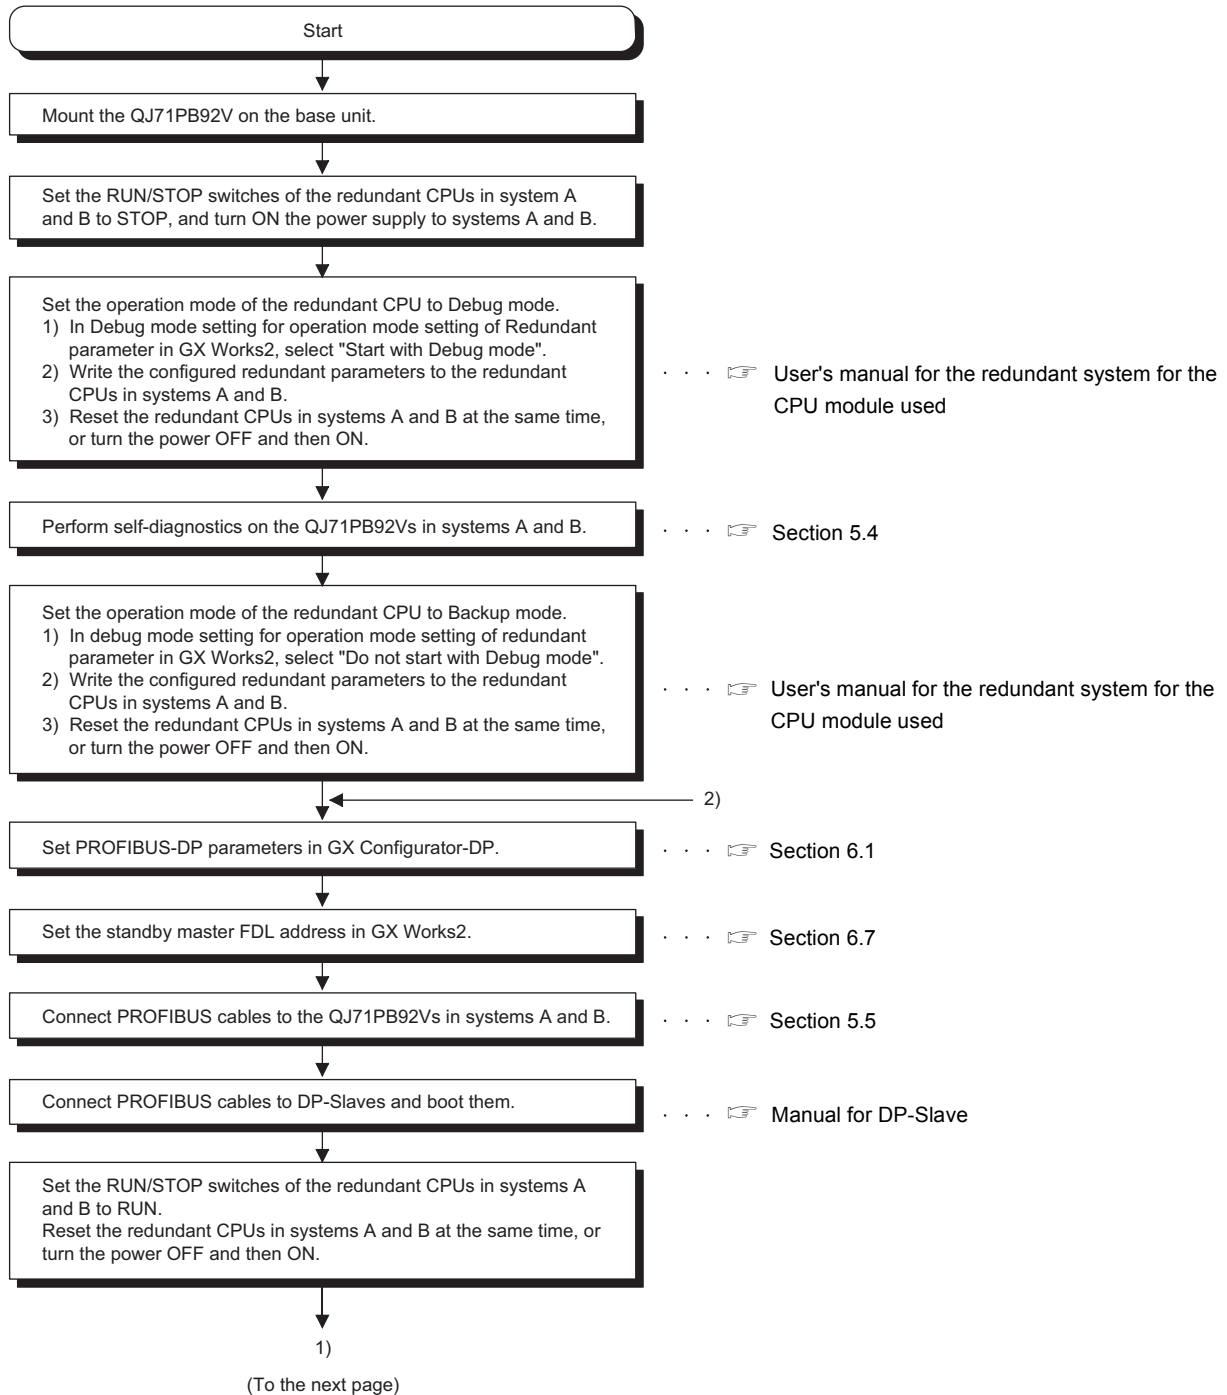 Start
Mount the QJ71PB92V on the base unit.
Set the RUN/STOP switches of the redundant CPUs in system A
and B to STOP, and turn ON the power supply to systems A and B.
Set the operation mode of the redundant CPU to Debug mode.
1) In Debug mode setting for operation mode setting of Redundant
parameter in GX Works2, select "Start with Debug mode".
2) Write the configured redundant parameters to the redundant
CPUs in systems A and B.
3) Reset the redundant CPUs in systems A and B at the same time,
or turn the power OFF and then ON.
· · · ☞ User's manual for the redundant system for the
CPU module used
Perform self-diagnostics on the QJ71PB92Vs in systems A and B.
· · · ☞ Section 5.4
Set the operation mode of the redundant CPU to Backup mode.
1) In debug mode setting for operation mode setting of redundant
parameter in GX Works2, select "Do not start with Debug mode".
2) Write the configured redundant parameters to the redundant
CPUs in systems A and B.
3) Reset the redundant CPUs in systems A and B at the same time,
or turn the power OFF and then ON.
· · · ☞ User's manual for the redundant system for the
CPU module used
2)
Set PROFIBUS-DP parameters in GX Configurator-DP.
· · · ☞ Section 6.1
Set the standby master FDL address in GX Works2.
· · · ☞ Section 6.7
Connect PROFIBUS cables to the QJ71PB92Vs in systems A and B.
· · · ☞ Section 5.5
Connect PROFIBUS cables to DP-Slaves and boot them.
· · · ☞ Manual for DP-Slave
Set the RUN/STOP switches of the redundant CPUs in systems A
and B to RUN.
Reset the redundant CPUs in systems A and B at the same time, or
turn the power OFF and then ON.
1)
(To the next page)